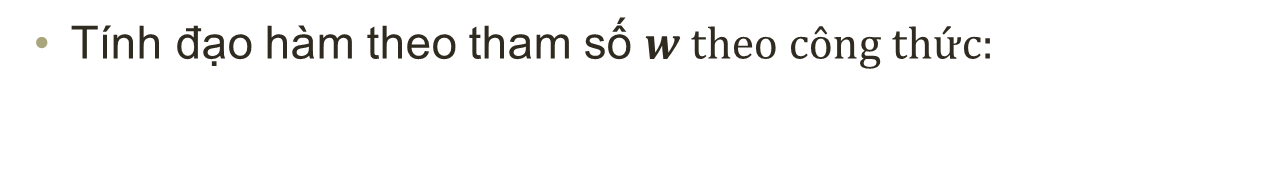 • Tính đạo hàm theo tham số w theo công thức: